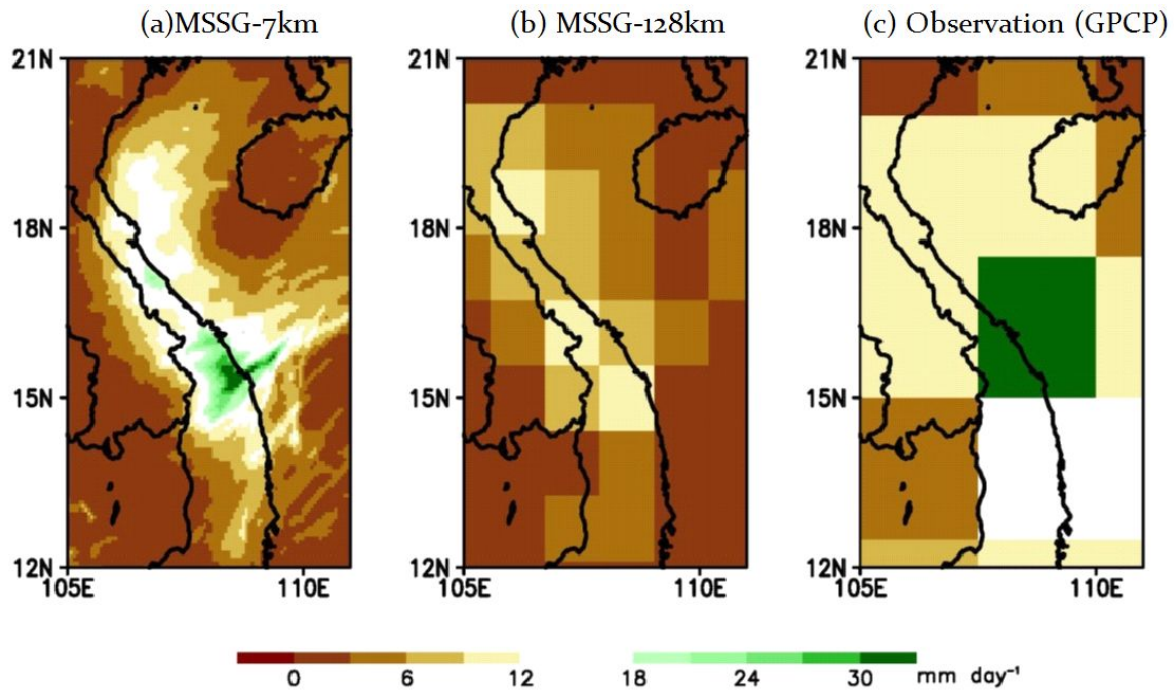 (a)MSSG-7km (b) MSSG-128km (c) Observation (GPCP)
21N 21N 21N
18N 18N 18N
15N 15N 15N
12N 12N 12N
105E 110E 105E 110E 105E 110E
0 6 12 18 24 30 mm day⁻¹